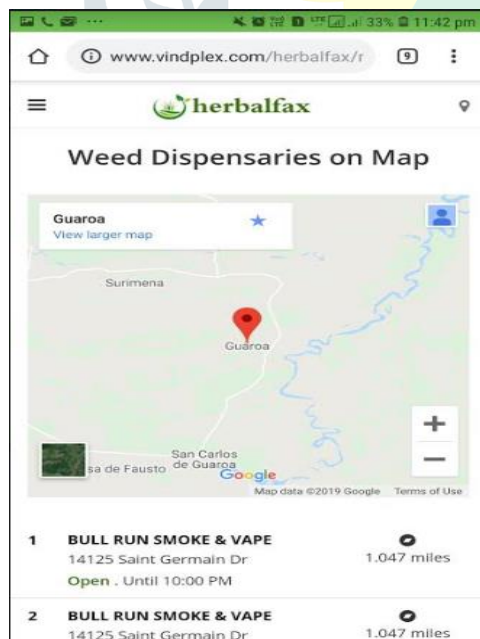 LTE 33% 11:42 pm
www.vindplex.com/herbalfax/r 9
herbalfax
Weed Dispensaries on Map
Guaroa
View larger map
Surimena
Guaroa
San Carlos
de Guaroa
sa de Fausto
Google
Map data ©2019 Google Terms of Use
1 BULL RUN SMOKE & VAPE
14125 Saint Germain Dr 1.047 miles
Open . Until 10:00 PM
2 BULL RUN SMOKE & VAPE
14125 Saint Germain Dr 1.047 miles